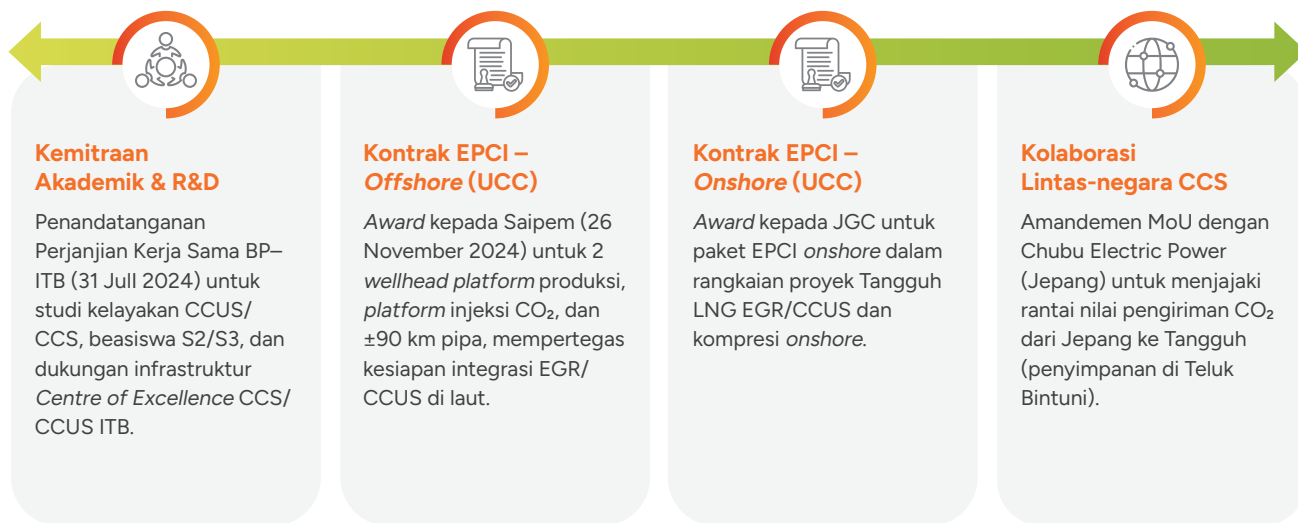 Kemitraan
Akademik & R&D
Penandatanganan
Perjanjian Kerja Sama BP–
ITB (31 Jull 2024) untuk
studi kelayakan CCUS/
CCS, beasiswa S2/S3, dan
dukungan infrastruktur
Centre of Excellence CCS/
CCUS ITB.
Kontrak EPCI –
Offshore (UCC)
Award kepada Saipem (26
November 2024) untuk 2
wellhead platform produksi,
platform injeksi CO₂, dan
±90 km pipa, mempertegas
kesiapan integrasi EGR/
CCUS di laut.
Kontrak EPCI –
Onshore (UCC)
Award kepada JGC untuk
paket EPCI onshore dalam
rangkaian proyek Tangguh
LNG EGR/CCUS dan
kompresi onshore.
Kolaborasi
Lintas-negara CCS
Amandemen MoU dengan
Chubu Electric Power
(Jepang) untuk menjajaki
rantai nilai pengiriman CO₂
dari Jepang ke Tangguh
(penyimpanan di Teluk
Bintuni).